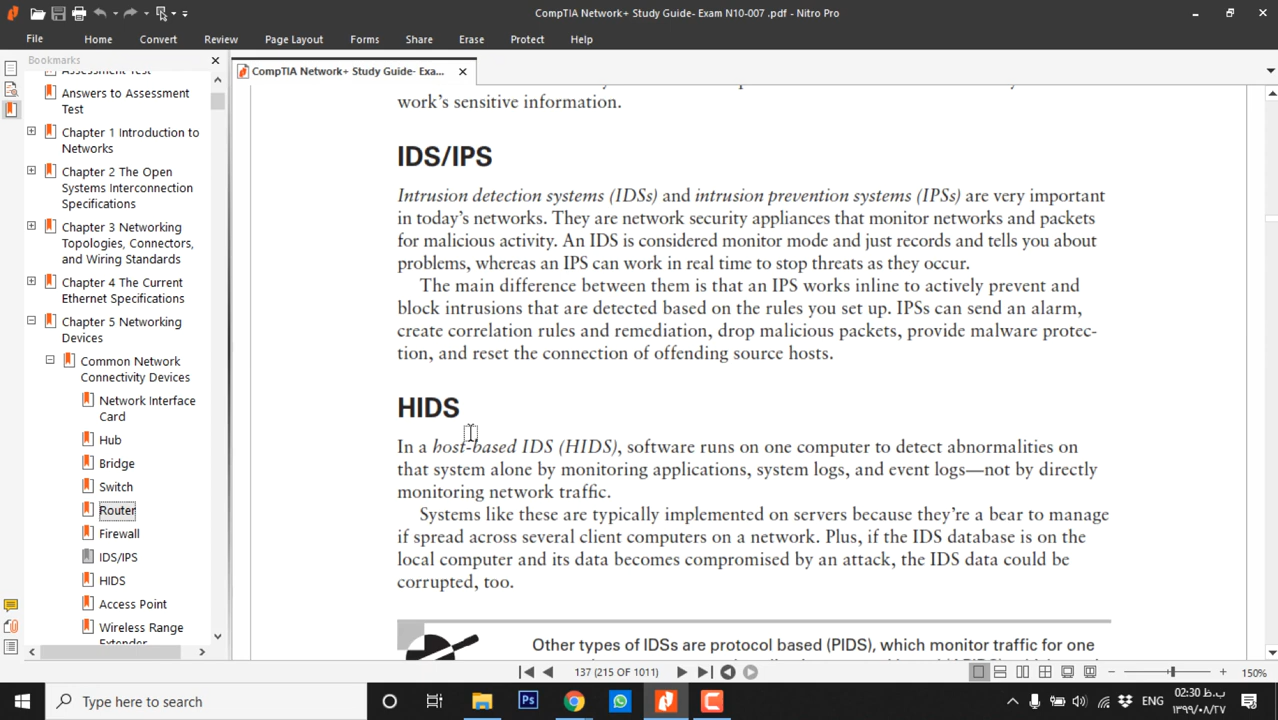 CompTIA Network+ Study Guide- Exam N10-007 .pdf - Nitro Pro
File Home Convert Review Page Layout Forms Share Erase Protect Help
Bookmarks
CompTIA Network+ Study Guide- Exa...
Assessment Test
Answers to Assessment
Test
Chapter 1 Introduction to
Networks
Chapter 2 The Open
Systems Interconnection
Specifications
Chapter 3 Networking
Topologies, Connectors,
and Wiring Standards
Chapter 4 The Current
Ethernet Specifications
Chapter 5 Networking
Devices
Common Network
Connectivity Devices
Network Interface
Card
Hub
Bridge
Switch
Router
Firewall
IDS/IPS
HIDS
Access Point
Wireless Range
Extender
work's sensitive information.
IDS/IPS
Intrusion detection systems (IDSs) and intrusion prevention systems (IPSs) are very important
in today's networks. They are network security appliances that monitor networks and packets
for malicious activity. An IDS is considered monitor mode and just records and tells you about
problems, whereas an IPS can work in real time to stop threats as they occur.
The main difference between them is that an IPS works inline to actively prevent and
block intrusions that are detected based on the rules you set up. IPSs can send an alarm,
create correlation rules and remediation, drop malicious packets, provide malware protec-
tion, and reset the connection of offending source hosts.
HIDS
In a host-based IDS (HIDS), software runs on one computer to detect abnormalities on
that system alone by monitoring applications, system logs, and event logs—not by directly
monitoring network traffic.
Systems like these are typically implemented on servers because they're a bear to manage
if spread across several client computers on a network. Plus, if the IDS database is on the
local computer and its data becomes compromised by an attack, the IDS data could be
corrupted, too.
Other types of IDSs are protocol based (PIDS), which monitor traffic for one
137 (215 OF 1011)
150%
Type here to search
Ps
ENG
02:30 ب.ظ
۱۳۹۹/۰۸/۲۷